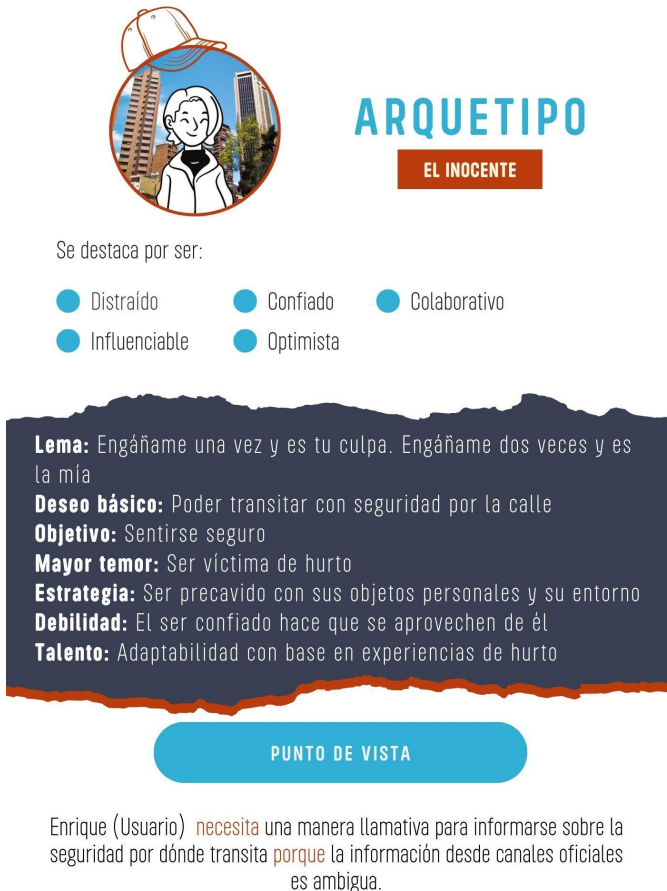 ARQUETIPO
EL INOCENTE
Se destaca por ser:
Distraído
Confiado
Colaborativo
Influenciable
Optimista
Lema: Engáñame una vez y es tu culpa. Engáñame dos veces y es
la mía
Deseo básico: Poder transitar con seguridad por la calle
Objetivo: Sentirse seguro
Mayor temor: Ser víctima de hurto
Estrategia: Ser precavido con sus objetos personales y su entorno
Debilidad: El ser confiado hace que se aprovechen de él
Talento: Adaptabilidad con base en experiencias de hurto
PUNTO DE VISTA
Enrique (Usuario) necesita una manera llamativa para informarse sobre la
seguridad por dónde transita porque la información desde canales oficiales
es ambigua.